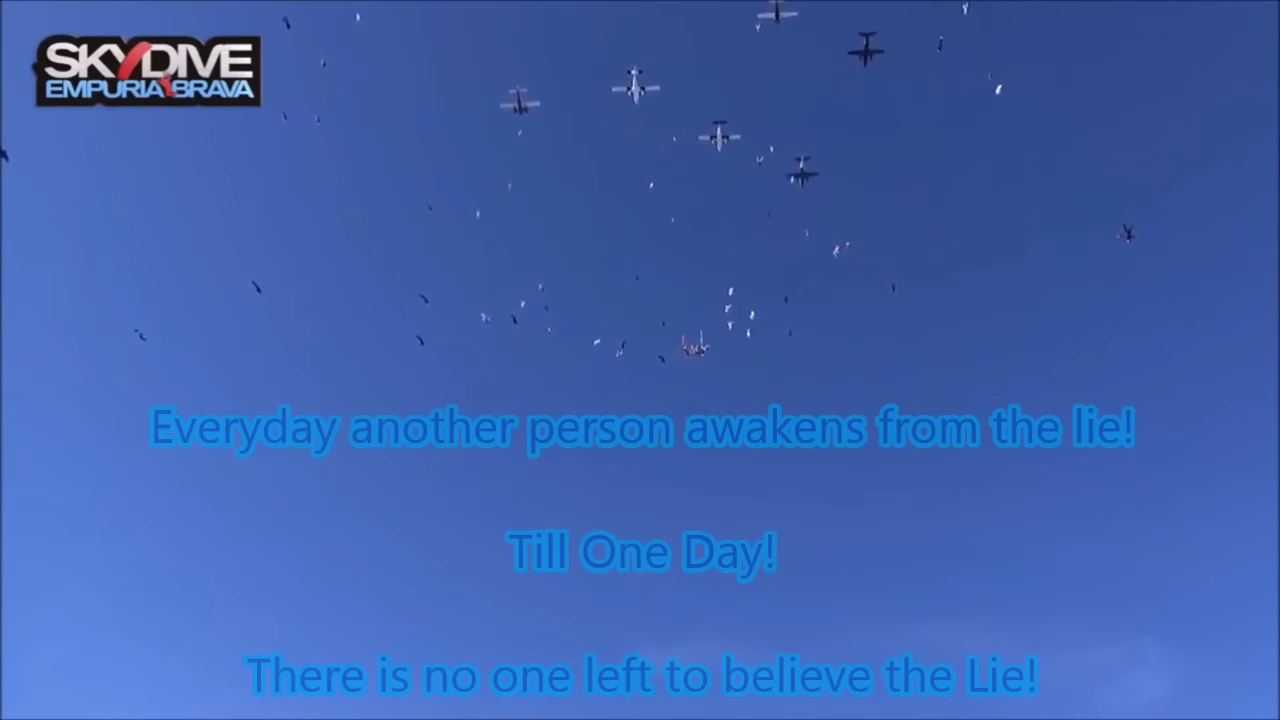 SKYDIVE
EMPURIABRAVA
Everyday another person awakens from the lie!
Till One Day!
There is no one left to believe the Lie!